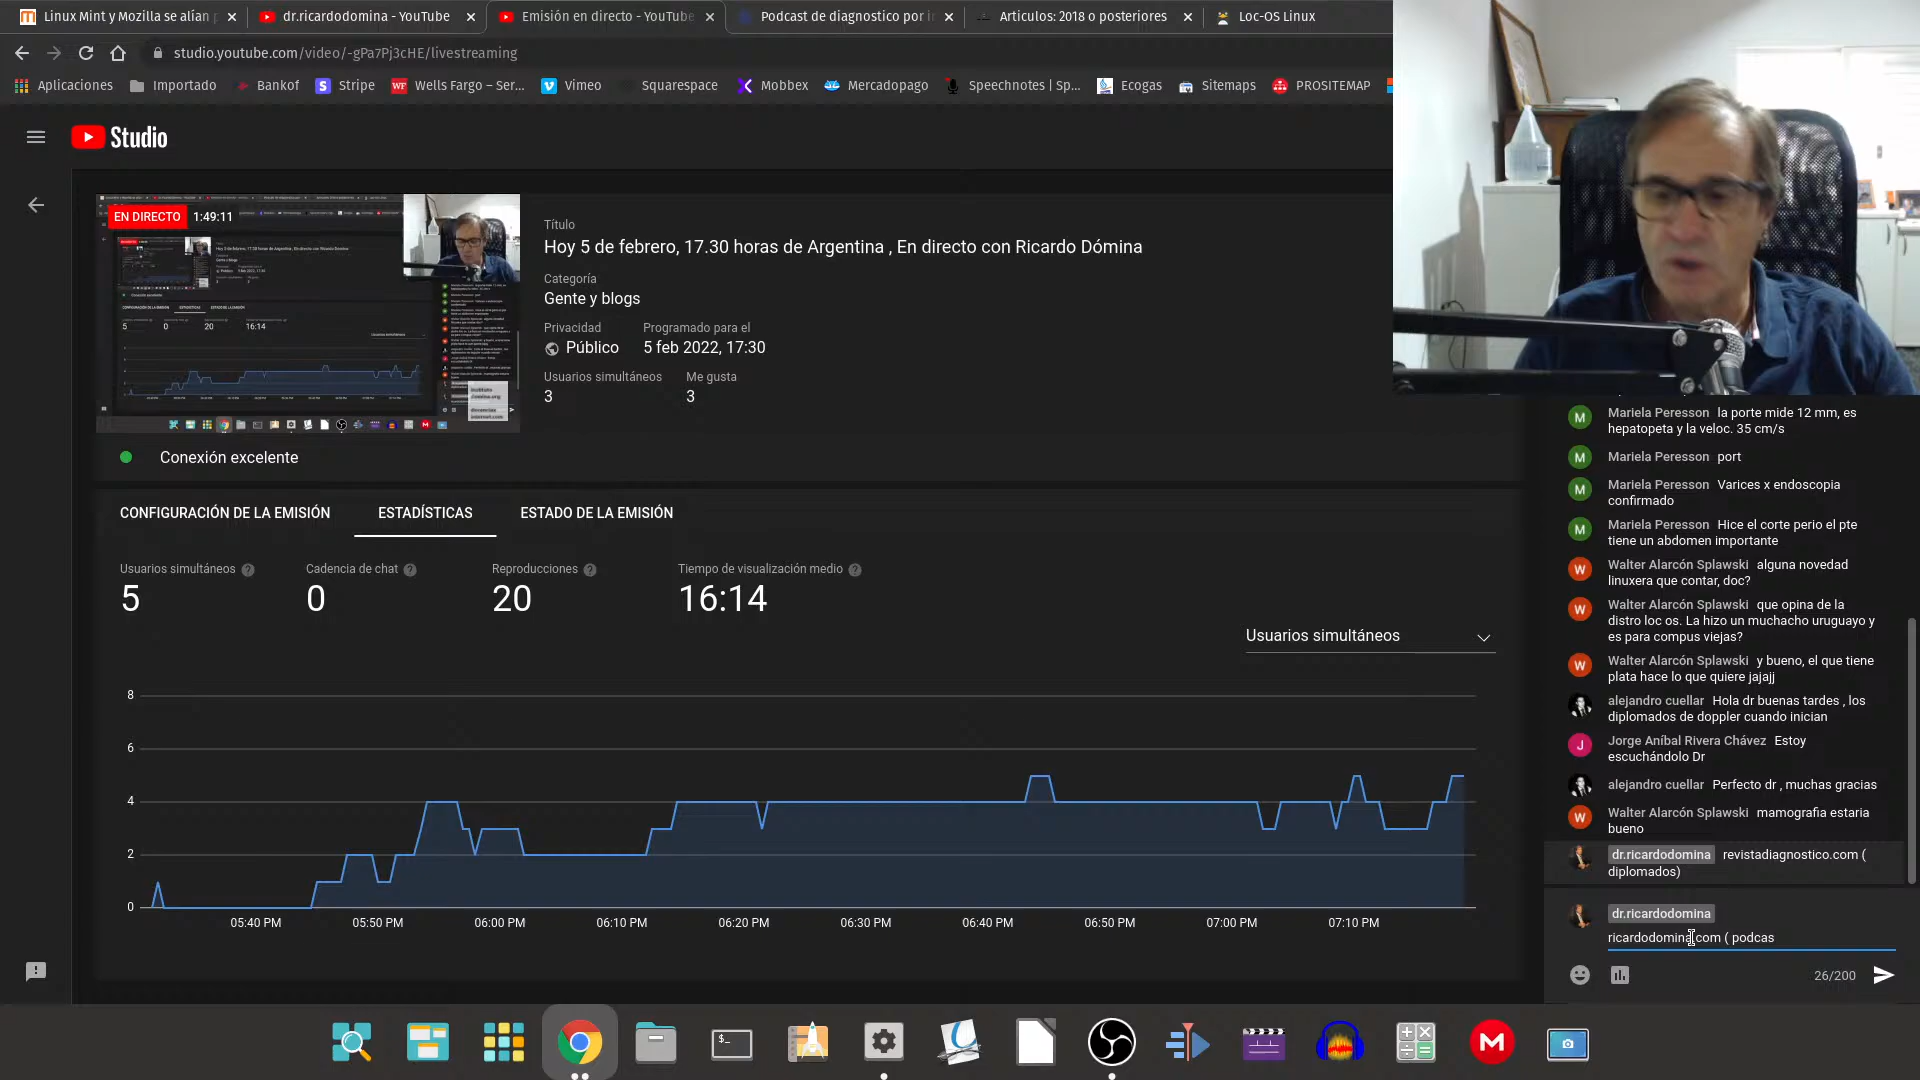 Linux Mint y Mozilla se alían
dr.ricardodomina - YouTube
Emisión en directo - YouTube
Podcast de diagnostico por i
Articulos: 2018 o posteriores
Loc-OS Linux
studio.youtube.com/video/-gPa7Pj3cHE/livestreaming
Aplicaciones
Importado
Bankof
Stripe
Wells Fargo – Ser...
Vimeo
Squarespace
Mobbex
Mercadopago
Speechnotes | Sp...
Ecogas
Sitemaps
PROSITEMAP
Studio
EN DIRECTO 1:49:11
Título
Hoy 5 de febrero, 17.30 horas de Argentina , En directo con Ricardo Dómina
Categoría
Gente y blogs
Privacidad
Programado para el
Público
5 feb 2022, 17:30
Usuarios simultáneos
Me gusta
3
3
Conexión excelente
CONFIGURACIÓN DE LA EMISIÓN
ESTADÍSTICAS
ESTADO DE LA EMISIÓN
Usuarios simultáneos
Cadencia de chat
Reproducciones
Tiempo de visualización medio
5
0
20
16:14
Usuarios simultáneos
8
6
4
2
0
05:40 PM
05:50 PM
06:00 PM
06:10 PM
06:20 PM
06:30 PM
06:40 PM
06:50 PM
07:00 PM
07:10 PM
Mariela Peresson la porte mide 12 mm, es
hepatopeta y la veloc. 35 cm/s
Mariela Peresson port
Mariela Peresson Varices x endoscopia
confirmado
Mariela Peresson Hice el corte perio el pte
tiene un abdomen importante
Walter Alarcón Splawski alguna novedad
linuxera que contar, doc?
Walter Alarcón Splawski que opina de la
distro loc os. La hizo un muchacho uruguayo y
es para compus viejas?
Walter Alarcón Splawski y bueno, el que tiene
plata hace lo que quiere jajajj
alejandro cuellar Hola dr buenas tardes , los
diplomados de doppler cuando inician
Jorge Aníbal Rivera Chávez Estoy
escuchándolo Dr
alejandro cuellar Perfecto dr , muchas gracias
Walter Alarcón Splawski mamografia estaria
bueno
dr.ricardodomina revistadiagnostico.com (
diplomados)
dr.ricardodomina
ricardodomina.com ( podcas
26/200